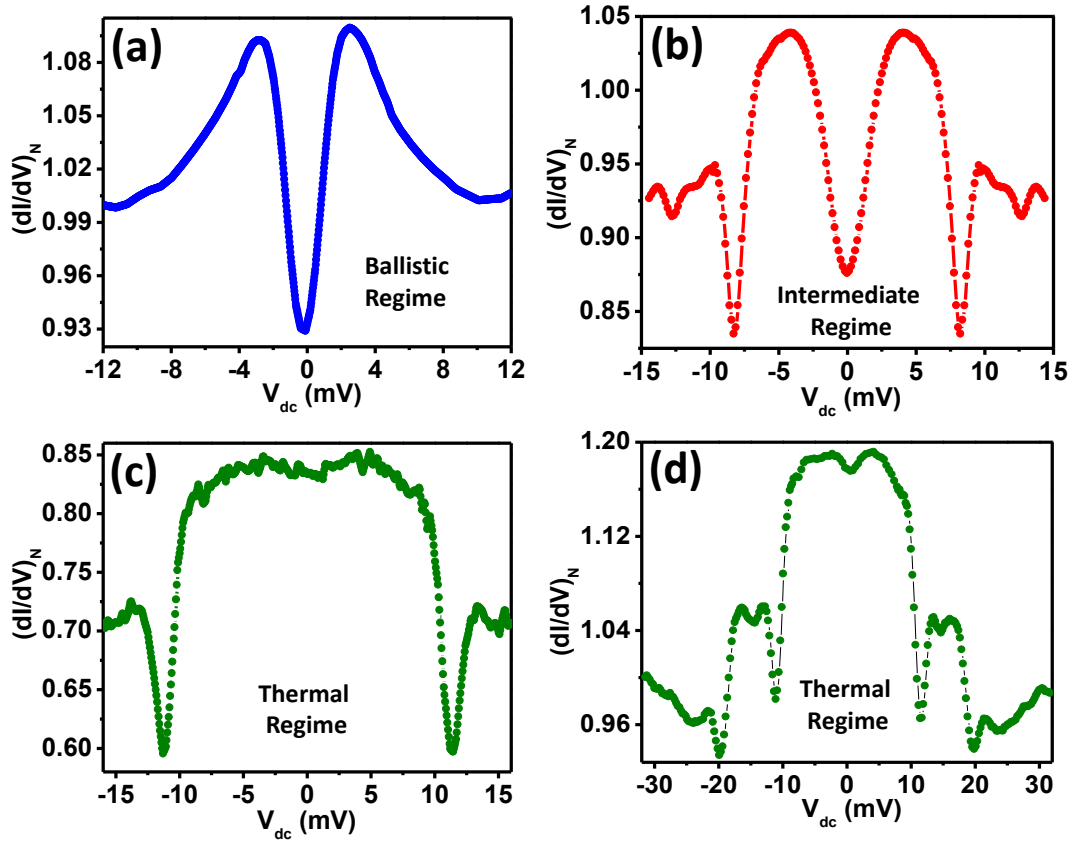 (a)
(dI/dV)N
1.08
1.05
1.02
0.99
0.96
0.93
Ballistic
Regime
-12 -8 -4 0 4 8 12
Vdc (mV)
(b)
(dI/dV)N
1.05
1.00
0.95
0.90
0.85
Intermediate
Regime
-15 -10 -5 0 5 10 15
Vdc (mV)
(c)
(dI/dV)N
0.85
0.80
0.75
0.70
0.65
0.60
Thermal
Regime
-15 -10 -5 0 5 10 15
Vdc (mV)
(d)
(dI/dV)N
1.20
1.12
1.04
0.96
Thermal
Regime
-30 -20 -10 0 10 20 30
Vdc (mV)